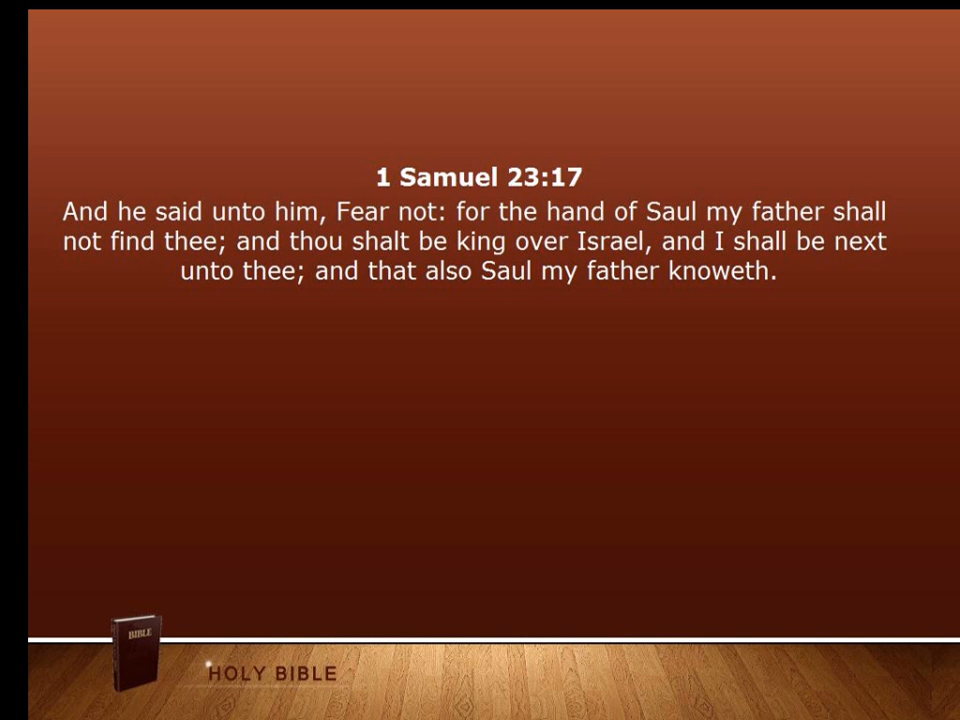 1 Samuel 23:17
And he said unto him, Fear not: for the hand of Saul my father shall
not find thee; and thou shalt be king over Israel, and I shall be next
unto thee; and that also Saul my father knoweth.
BIBLE
HOLY BIBLE